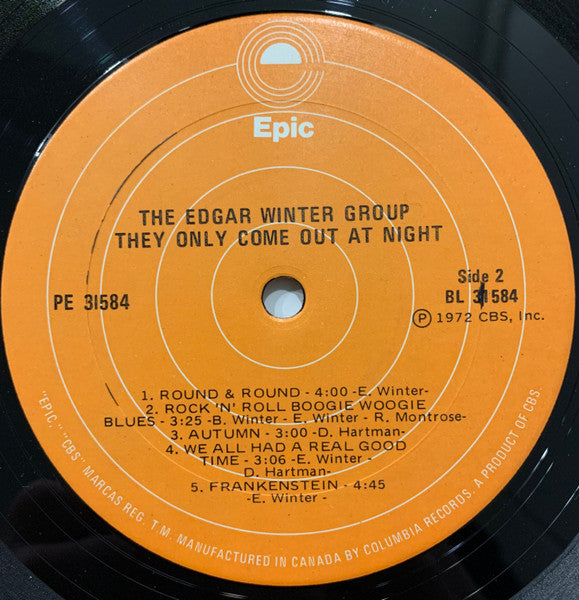 Epic
THE EDGAR WINTER GROUP
THEY ONLY COME OUT AT NIGHT
PE 31584
Side 2
BL 31584
Ⓟ 1972 CBS, Inc.
1. ROUND & ROUND - 4:00 -E. Winter-
2. ROCK 'N' ROLL BOOGIE WOOGIE
BLUES - 3:25 -B. Winter - E. Winter - R. Montrose-
3. AUTUMN - 3:00 -D. Hartman-
4. WE ALL HAD A REAL GOOD
TIME - 3:06 -E. Winter -
D. Hartman-
5. FRANKENSTEIN - 4:45
-E. Winter -
"EPIC," "CBS" MARCAS REG. T.M. MANUFACTURED IN CANADA BY COLUMBIA RECORDS. A PRODUCT OF CBS.